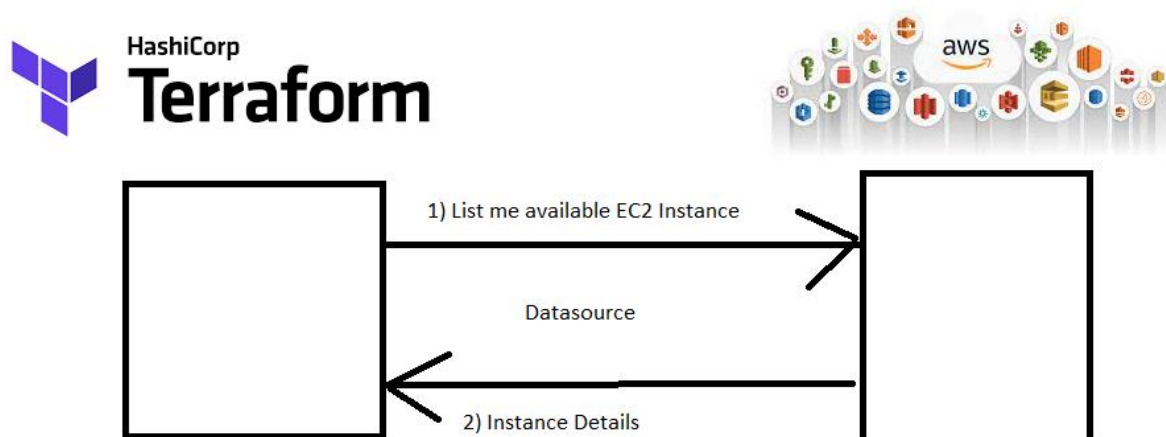 HashiCorp
Terraform
aws
1) List me available EC2 Instance
Datasource
2) Instance Details